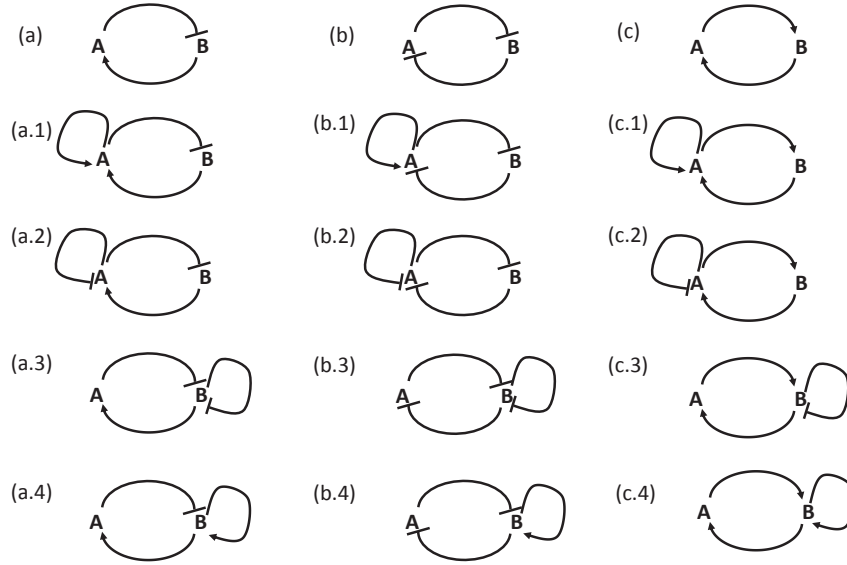 (a) A B (b) A B (c) A B
(a.1) A B (b.1) A B (c.1) A B
(a.2) A B (b.2) A B (c.2) A B
(a.3) A B (b.3) A B (c.3) A B
(a.4) A B (b.4) A B (c.4) A B